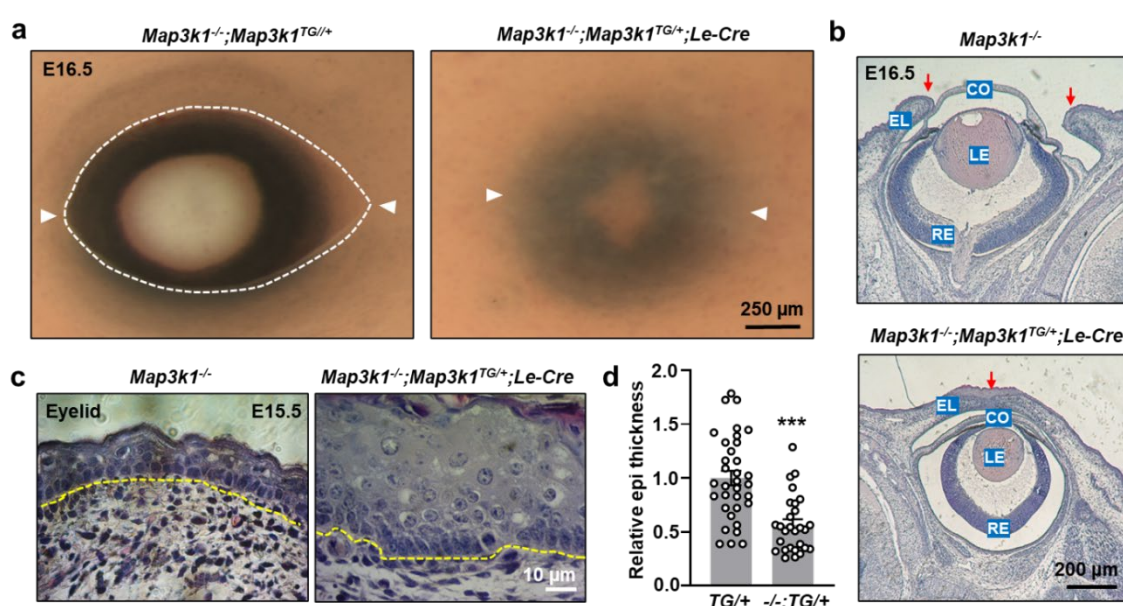 a
Map3k1-/-;Map3k1TG//+
E16.5
Map3k1-/-;Map3k1TG/+;Le-Cre
250 µm
b
Map3k1-/-
E16.5
CO
EL
LE
RE
Map3k1-/-;Map3k1TG/+;Le-Cre
EL
CO
LE
RE
200 µm
c
Map3k1-/-
Eyelid
E15.5
Map3k1-/-;Map3k1TG/+;Le-Cre
10 µm
d
Relative epi thickness
2.0
1.5
1.0
0.5
0.0
***
TG/+
-/-;TG/+